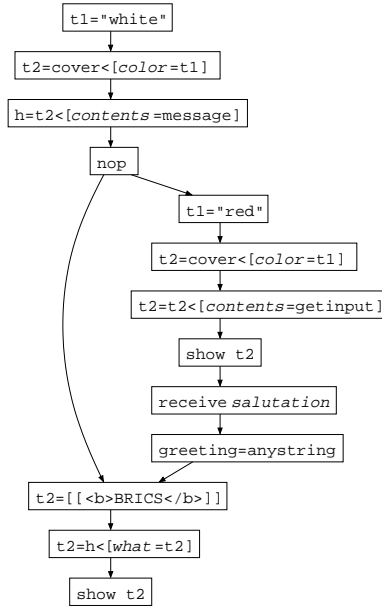 t1="white"
t2=cover<[color=t1]
h=t2<[contents=message]
nop
t1="red"
t2=cover<[color=t1]
t2=t2<[contents=getinput]
show t2
receive salutation
greeting=anystring
t2=[[<b>BRICS</b>]]
t2=h<[what=t2]
show t2